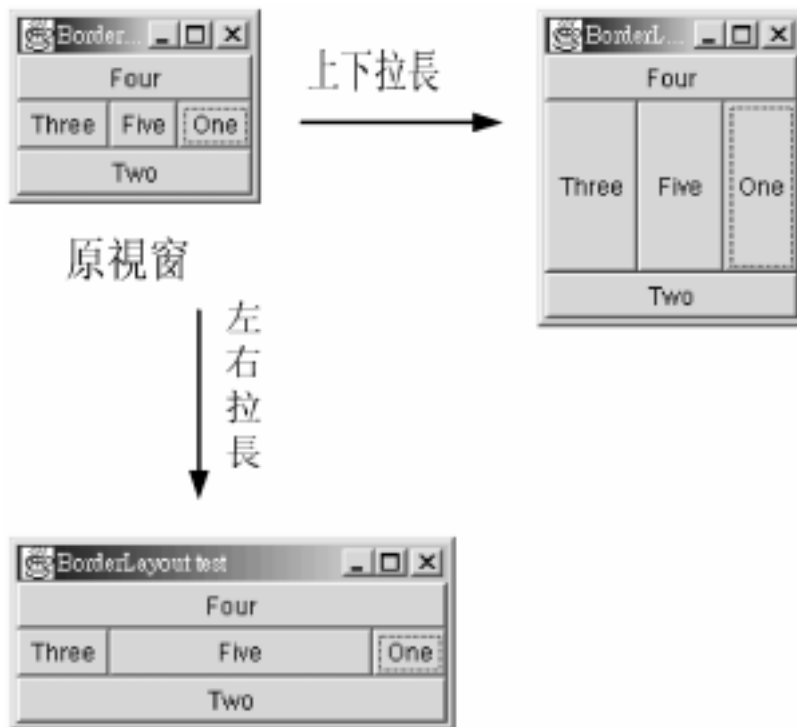 Border...
Four
Three Five One
Two
上下拉長
BorderL...
Four
Three Five One
Two
原視窗
左右拉長
BorderLayout test
Four
Three Five One
Two